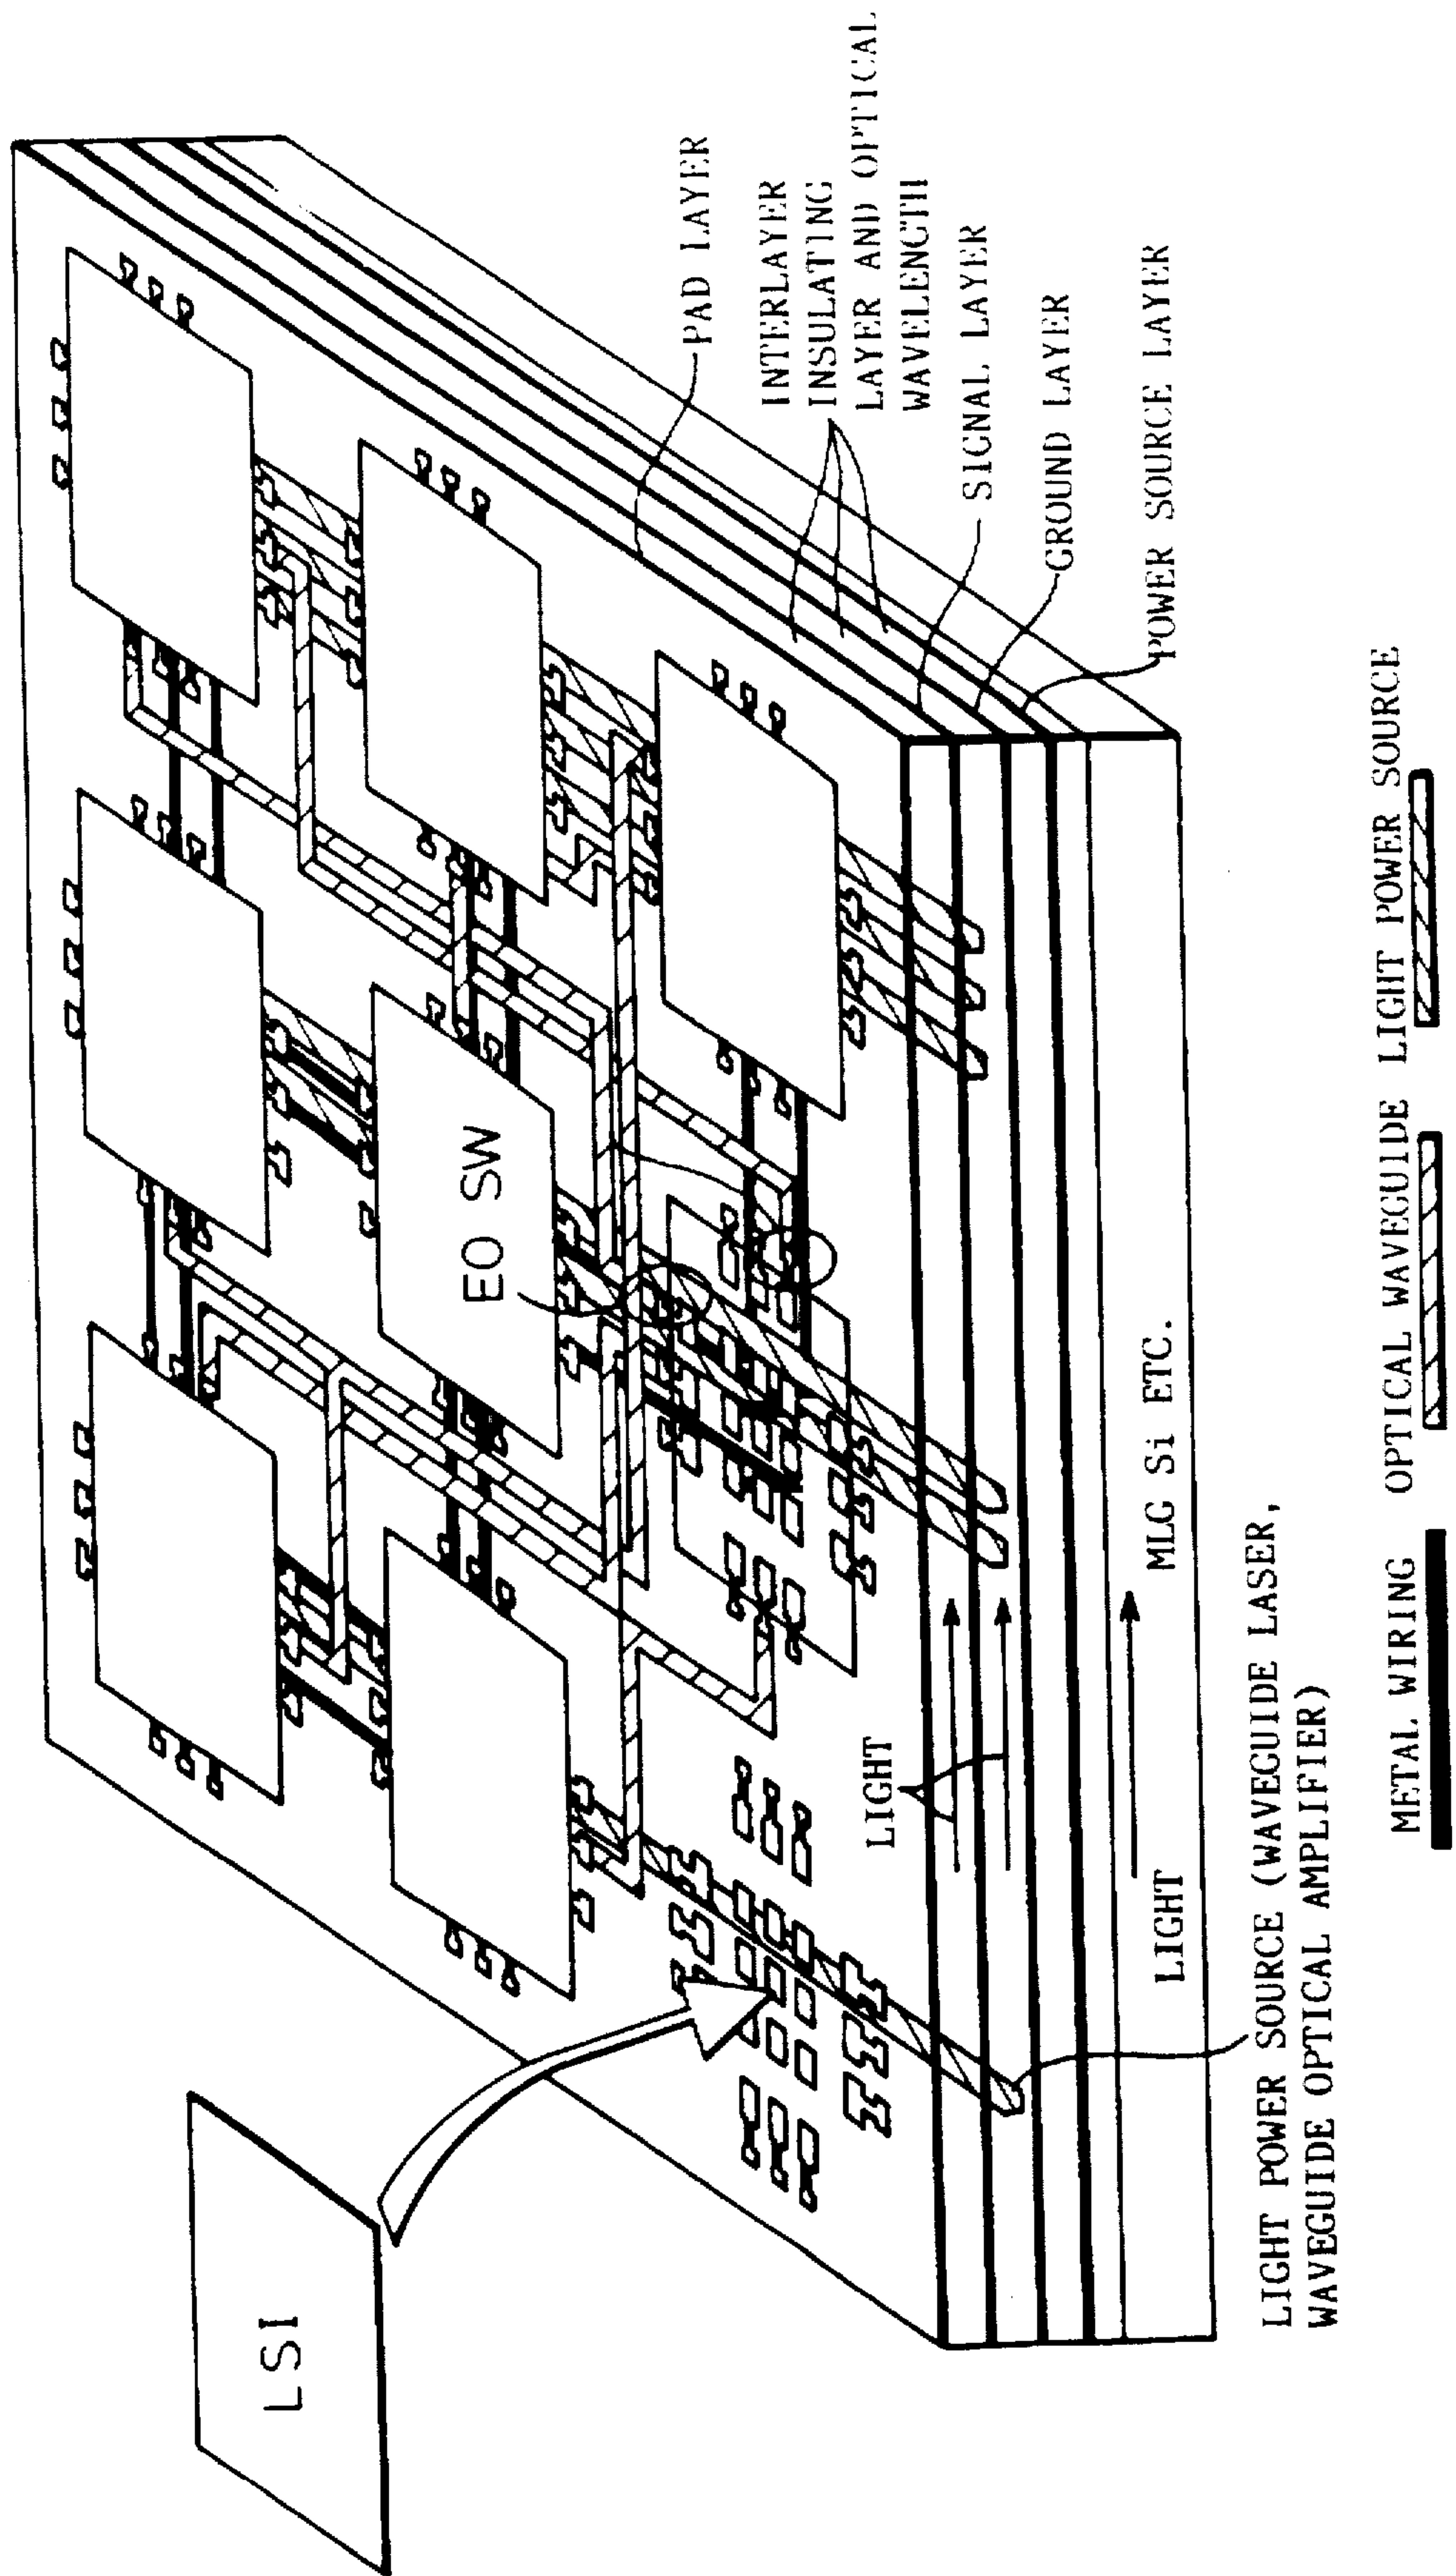 LSI
EO SW
PAD LAYER
INTERLAYER
INSULATING
LAYER AND OPTICAL
WAVELENGTH
SIGNAL LAYER
GROUND LAYER
POWER SOURCE LAYER
LIGHT
LIGHT
MLG Si ETC.
LIGHT POWER SOURCE (WAVEGUIDE LASER,
WAVEGUIDE OPTICAL AMPLIFIER)
METAL WIRING
OPTICAL WAVEGUIDE
LIGHT POWER SOURCE